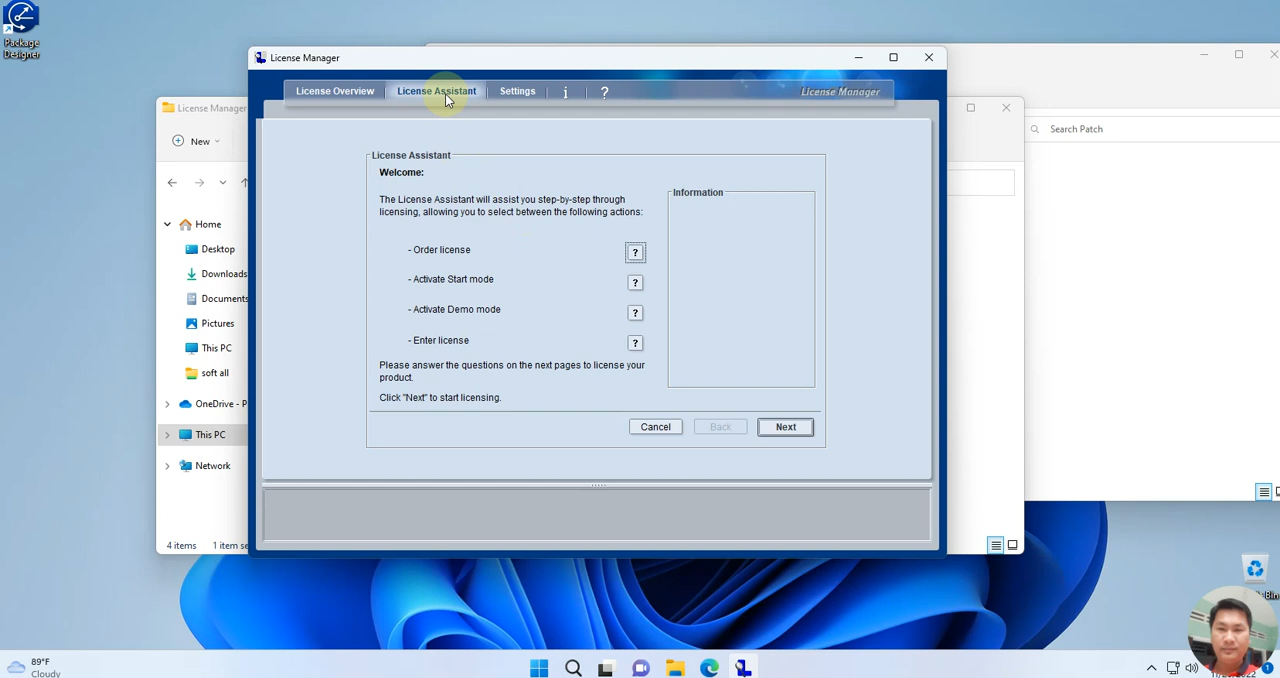 Package
Designer
License Manager
License Overview
License Assistant
Settings
i
?
License Manager
License Manager
New
Search Patch
License Assistant
Welcome:
The License Assistant will assist you step-by-step through
licensing, allowing you to select between the following actions:
Information
- Order license
?
- Activate Start mode
?
- Activate Demo mode
?
- Enter license
?
Please answer the questions on the next pages to license your
product.
Click "Next" to start licensing.
Cancel
Back
Next
Home
Desktop
Downloads
Documents
Pictures
This PC
soft all
OneDrive - P
This PC
Network
4 items
1 item se
89°F
Cloudy
1